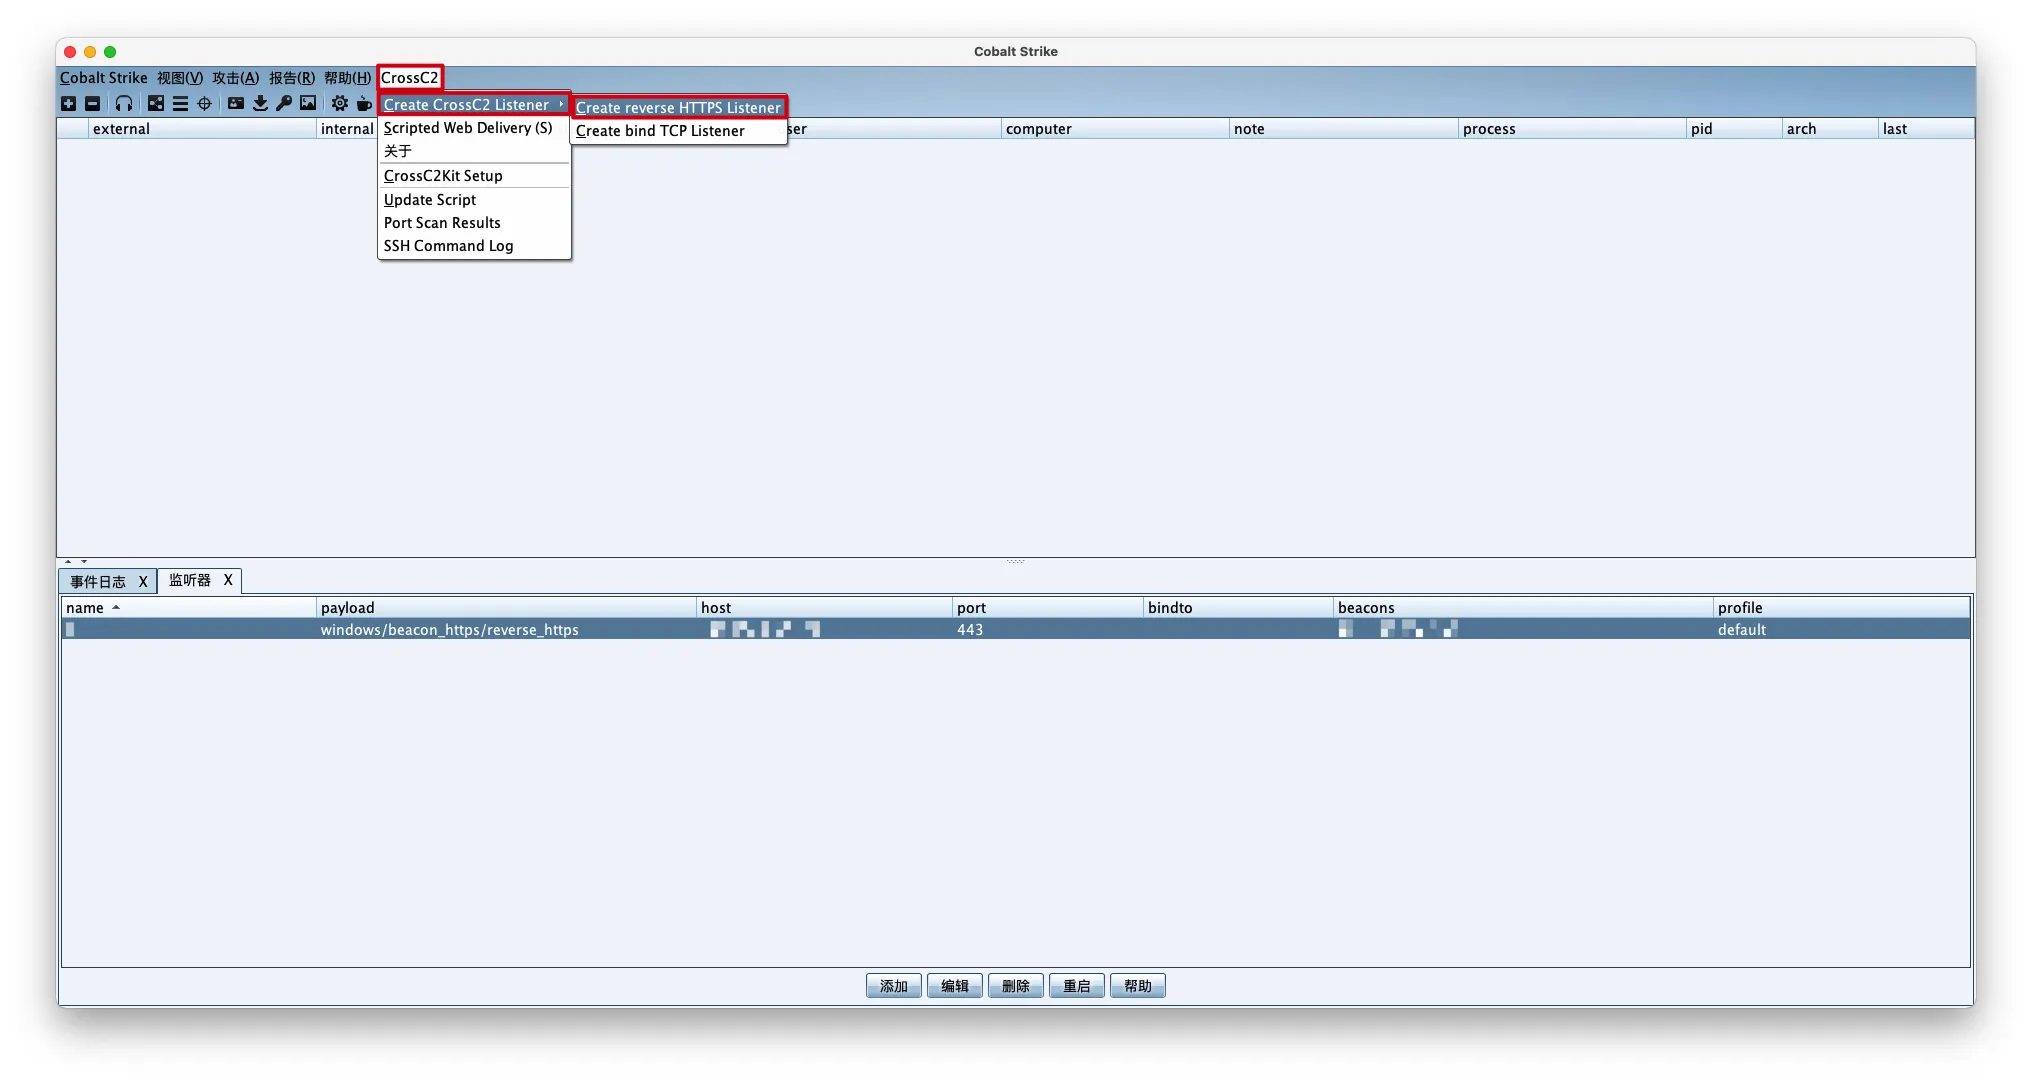 Cobalt Strike
Cobalt Strike 视图(V) 攻击(A) 报告(R) 帮助(H) CrossC2
Create CrossC2 Listener
Create reverse HTTPS Listener
Scripted Web Delivery (S)
Create bind TCP Listener
关于
CrossC2Kit Setup
Update Script
Port Scan Results
SSH Command Log
external internal ser computer note process pid arch last
事件日志 X 监听器 X
name payload host port bindto beacons profile
windows/beacon_https/reverse_https 443 default
添加 编辑 删除 重启 帮助